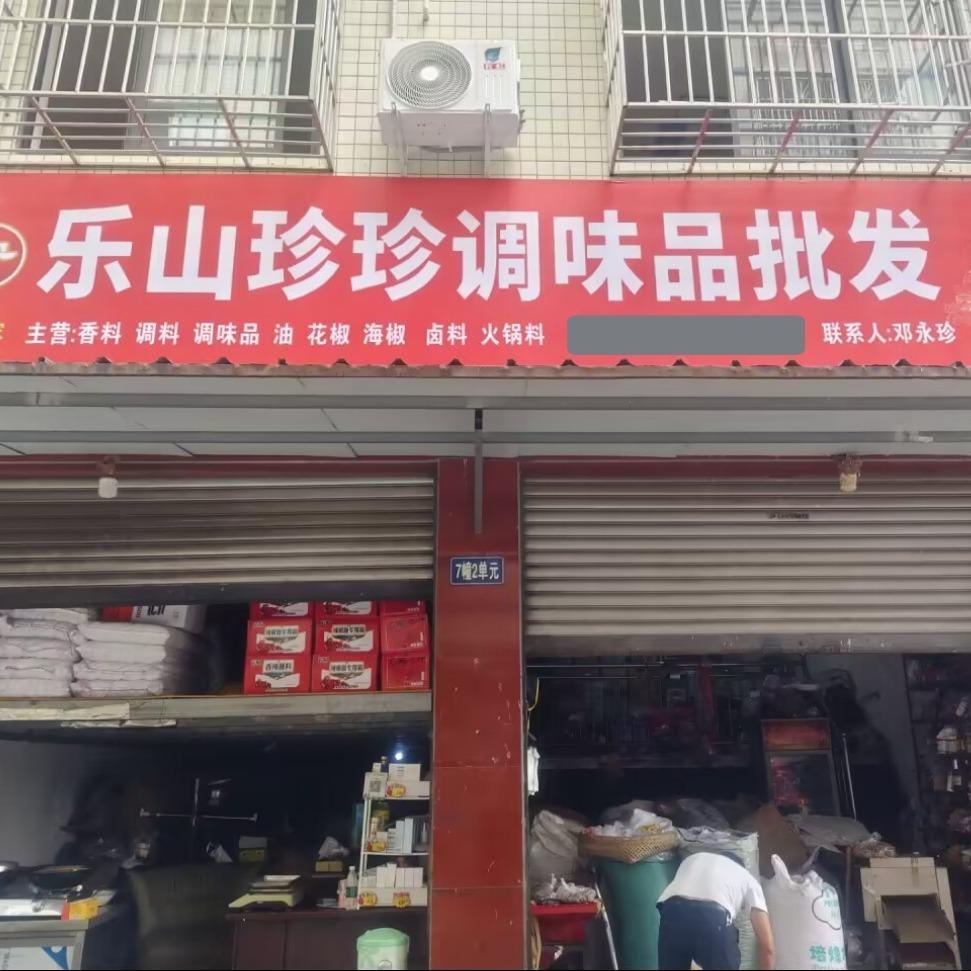 乐山珍珍调味品批发
主营:香料 调料 调味品 油 花椒 海椒 卤料 火锅料
联系人:邓永珍
7幢2单元